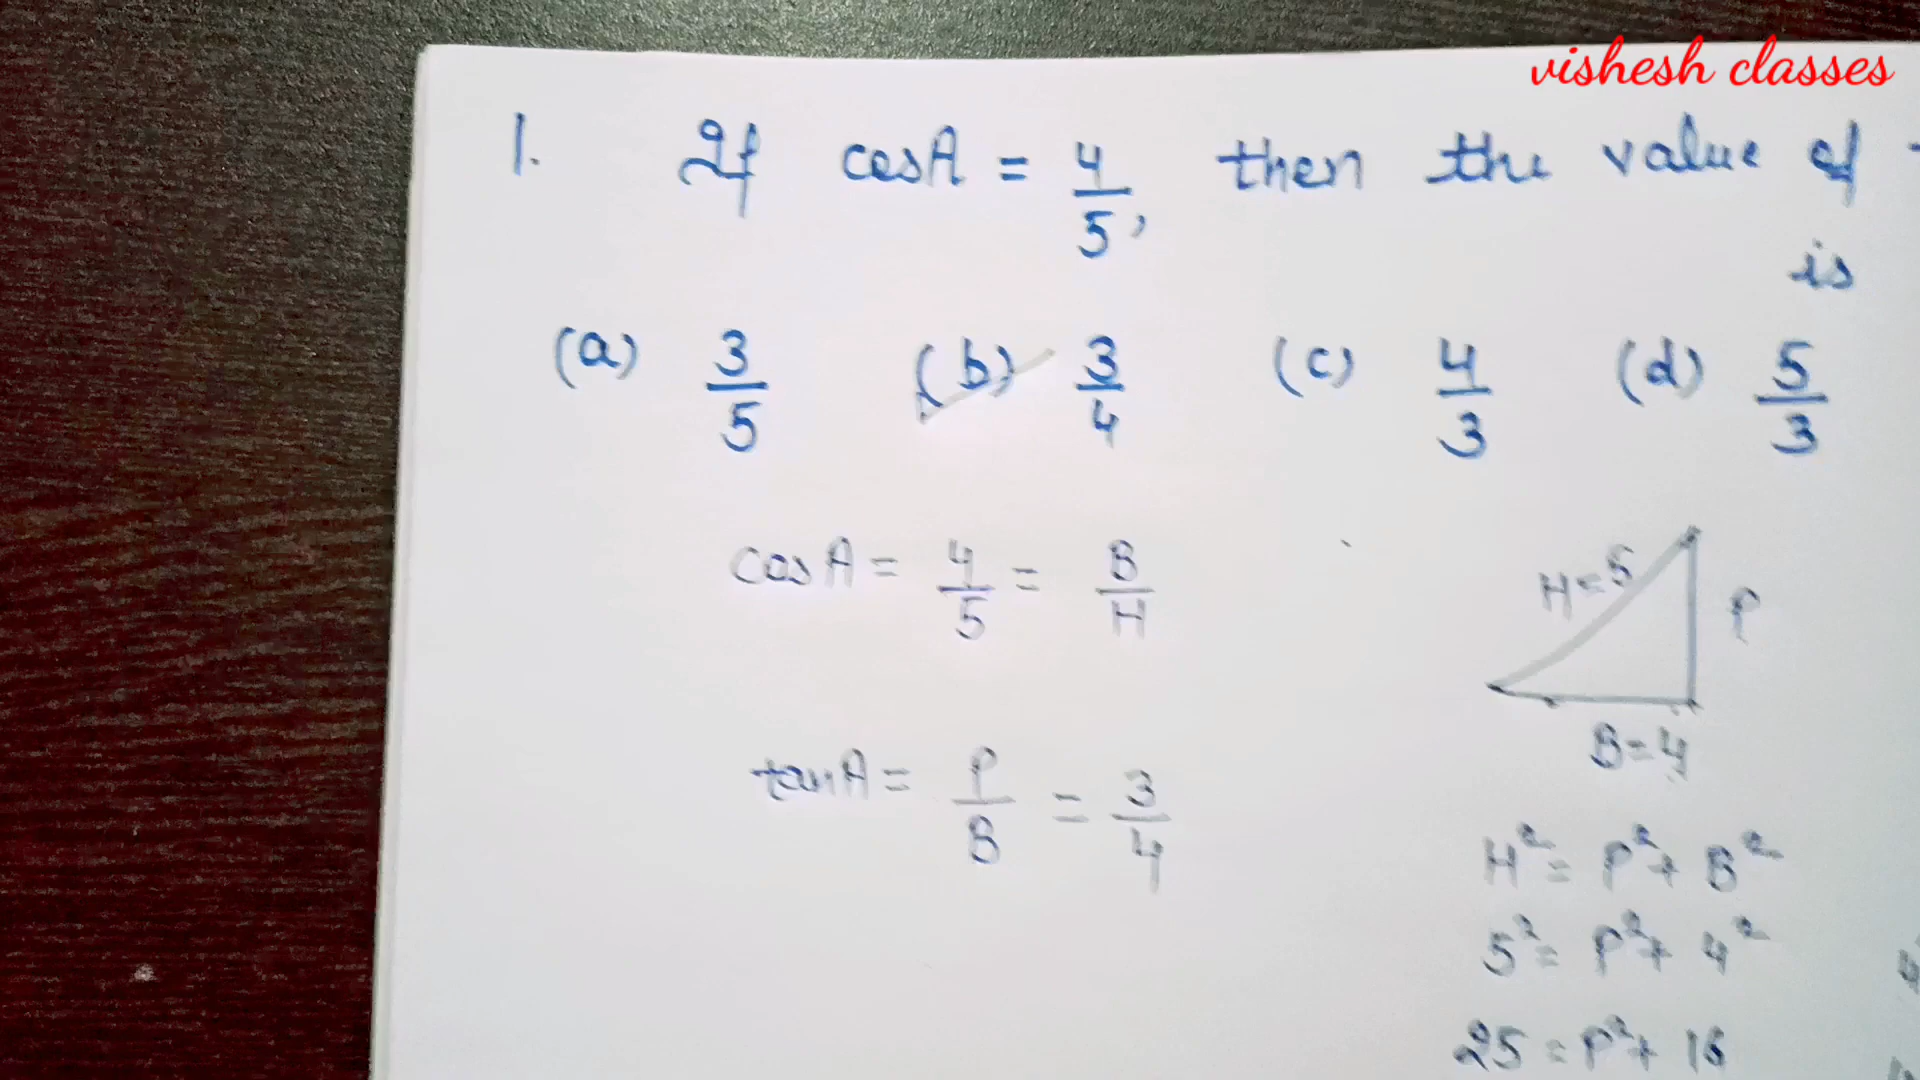 vishesh classes
1. If cosA = 4/5, then the value of
is
(a) 3/5 (b) 3/4 (c) 4/3 (d) 5/3
cosA = 4/5 = B/H
H=5
P
B=4
tanA = P/B = 3/4
H² = P² + B²
5² = P² + 4²
25 = P² + 16